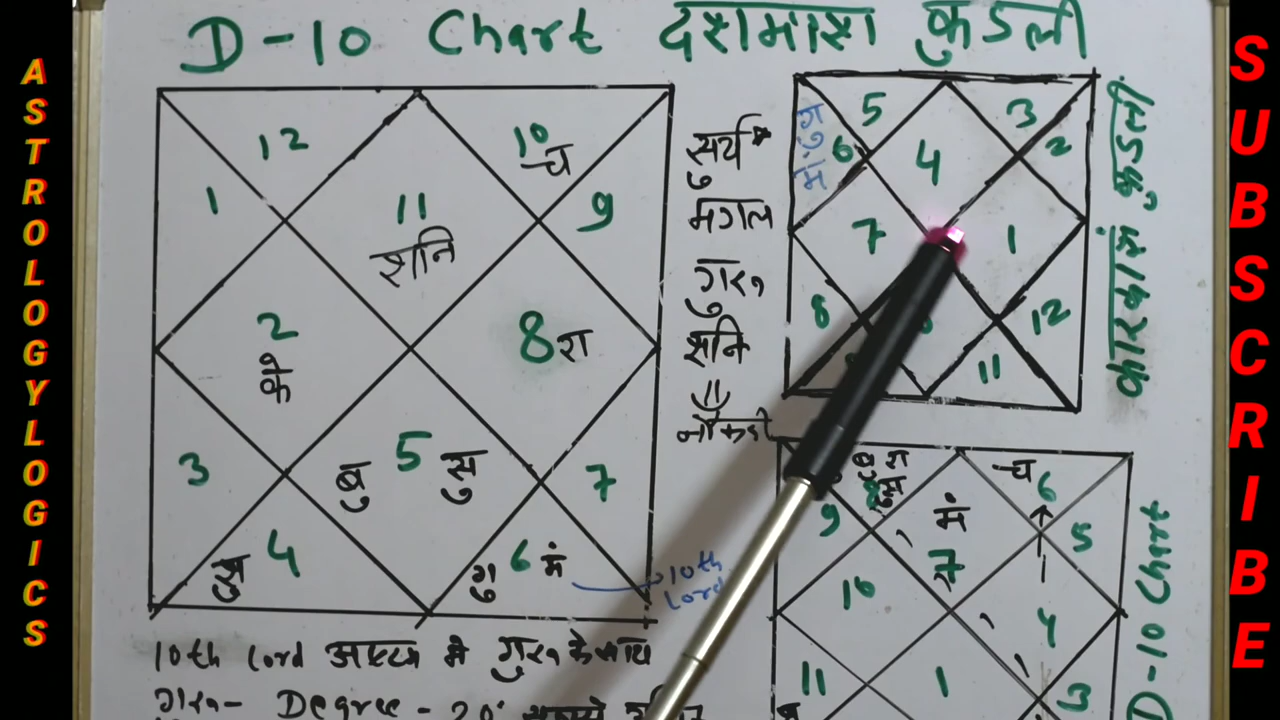 ASTROLOGYLOGICS
D-10 Chart दशमांश कुंडली
SUBSCRIBE
12
10
च
1
11
9
शनि
2
के
8 रा
3
बु 5 सु
7
4
गु 6 मं
10th
Lord
सुर्य
मंगल
गुरु
शनि
=
नौकरी
5
3
मं गु
6
4
2
7
1
8
12
11
कारकांश कुंडली
च 6
मं
9
7
5
10
4
11
1
3
D-10 Chart
10th Lord अष्टम में गुरु के साथ
गुरु - Degree - 20°